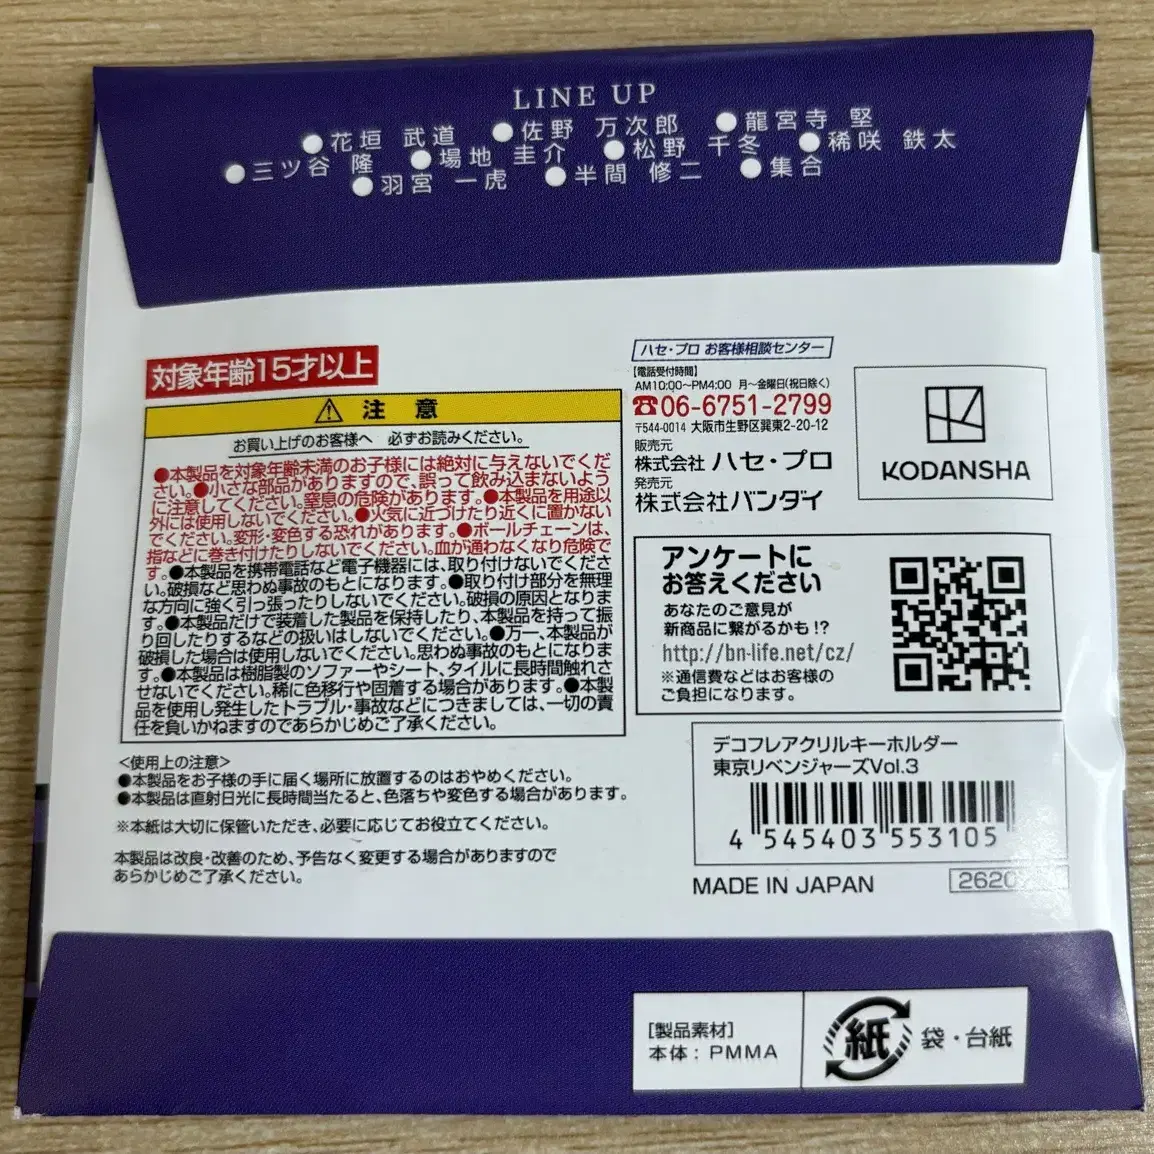 LINE UP
●花垣 武道 ●佐野 万次郎 ●龍宮寺 堅
●三ツ谷 隆 ●場地 圭介 ●松野 千冬 ●稀咲 鉄太
●羽宮 一虎 ●半間 修二 ●集合
対象年齢15才以上
注意
お買い上げのお客様へ 必ずお読みください。
●本製品を対象年齢未満のお子様には絶対に与えないでくだ
さい。●小さな部品がありますので、誤って飲み込まないよう
に注意してください。窒息の危険があります。●本製品を用途以
外には使用しないでください。●火気に近づけたり近くに置かない
でください。変形・変色する恐れがあります。●ボールチェーンは、
指などに巻き付けたりしないでください。血が通わなくなり危険で
す。●本製品を携帯電話など電子機器には、取り付けないでくださ
い。破損など思わぬ事故のもとになります。●取り付け部分を無理
な方向に強く引っ張ったりしないでください。破損の原因となりま
す。●本製品だけで装着した製品を保持したり、本製品を持って振
り回したりするなどの扱いはしないでください。●万一、本製品が
破損した場合は使用しないでください。思わぬ事故のもとになりま
す。●本製品は樹脂製のソファーやシート、タイルに長時間触れさ
せないでください。稀に色移行や固着する場合があります。●本製
品を使用し発生したトラブル・事故などにつきましては、一切の責
任を負いかねますのであらかじめご了承ください。
<使用上の注意>
●本製品をお子様の手に届く場所に放置するのはおやめください。
●本製品は直射日光に長時間当たると、色落ちや変色する場合があります。
※本紙は大切に保管いただき、必要に応じてお役立てください。
本製品は改良・改善のため、予告なく変更する場合がありますので
あらかじめご了承ください。
ハセ・プロ お客様相談センター
【電話受付時間】
AM10:00~PM4:00 月~金曜日(祝日除く)
☎06-6751-2799
〒544-0014 大阪市生野区巽東2-20-12
販売元
株式会社 ハセ・プロ
発売元
株式会社バンダイ
KODANSHA
アンケートに
お答えください
あなたのご意見が
新商品に繋がるかも!?
http://bn-life.net/cz/
※通信費などはお客様の
ご負担になります。
デコフレアクリルキーホルダー
東京リベンジャーズVol.3
4 545403 553105
MADE IN JAPAN
[製品素材]
本体:PMMA
紙
袋・台紙